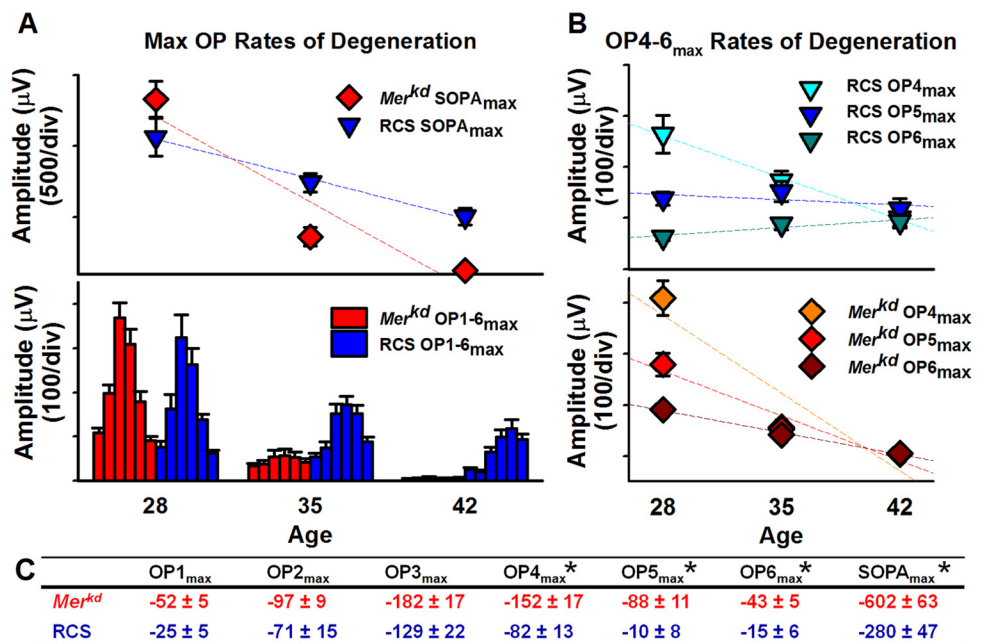 A
Max OP Rates of Degeneration
Amplitude (µV)
(500/div)
Merkd SOPAmax
RCS SOPAmax
Amplitude (µV)
(100/div)
Merkd OP1-6max
RCS OP1-6max
28 35 42
Age
B
OP4-6max Rates of Degeneration
Amplitude (µV)
(100/div)
RCS OP4max
RCS OP5max
RCS OP6max
Amplitude (µV)
(100/div)
Merkd OP4max
Merkd OP5max
Merkd OP6max
28 35 42
Age
C
OP1max OP2max OP3max OP4max* OP5max* OP6max* SOPAmax*
Merkd -52 ± 5 -97 ± 9 -182 ± 17 -152 ± 17 -88 ± 11 -43 ± 5 -602 ± 63
RCS -25 ± 5 -71 ± 15 -129 ± 22 -82 ± 13 -10 ± 8 -15 ± 6 -280 ± 47